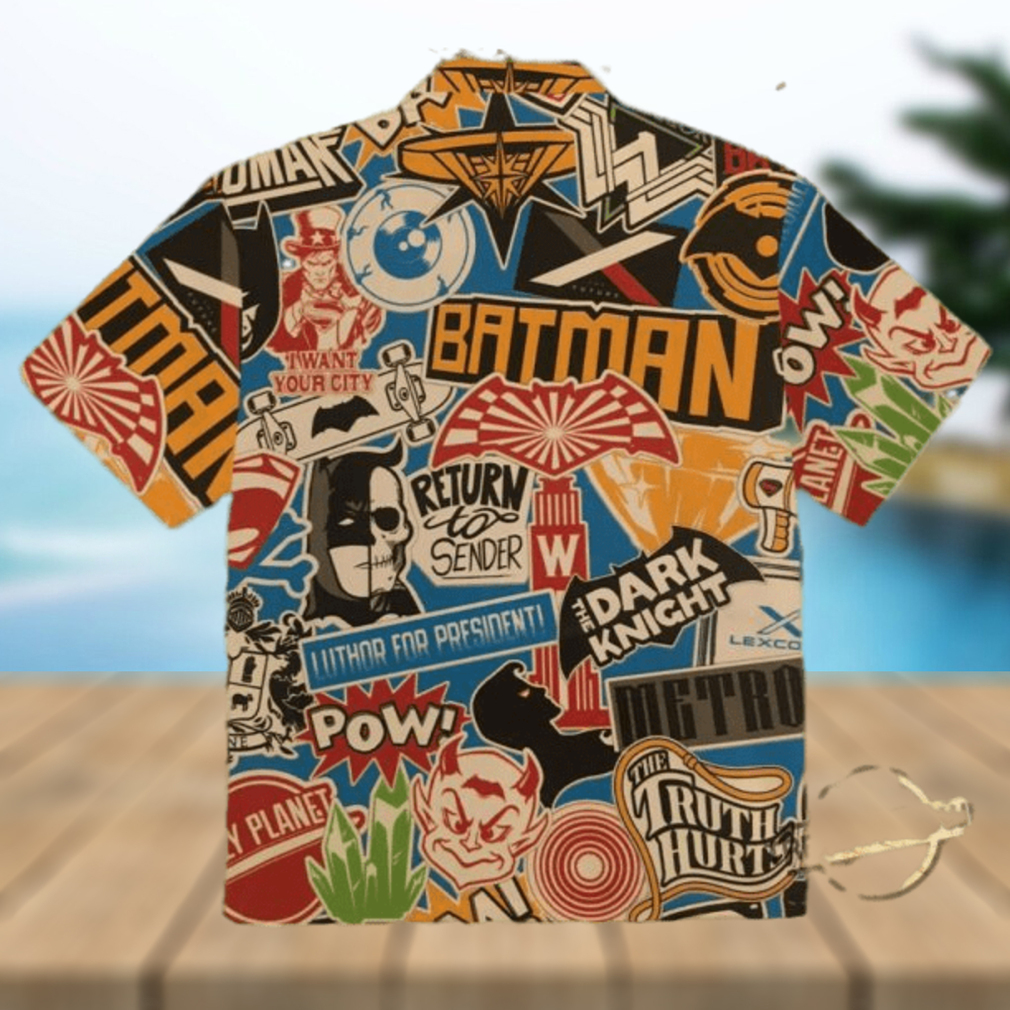 BATMAN
POW!
I WANT
YOUR CITY
RETURN
to
SENDER
W
THE
DARK
KNIGHT
LUTHOR FOR PRESIDENT!
LEXCO
METRO
POW!
Y PLANET
THE
TRUTH
HURTS